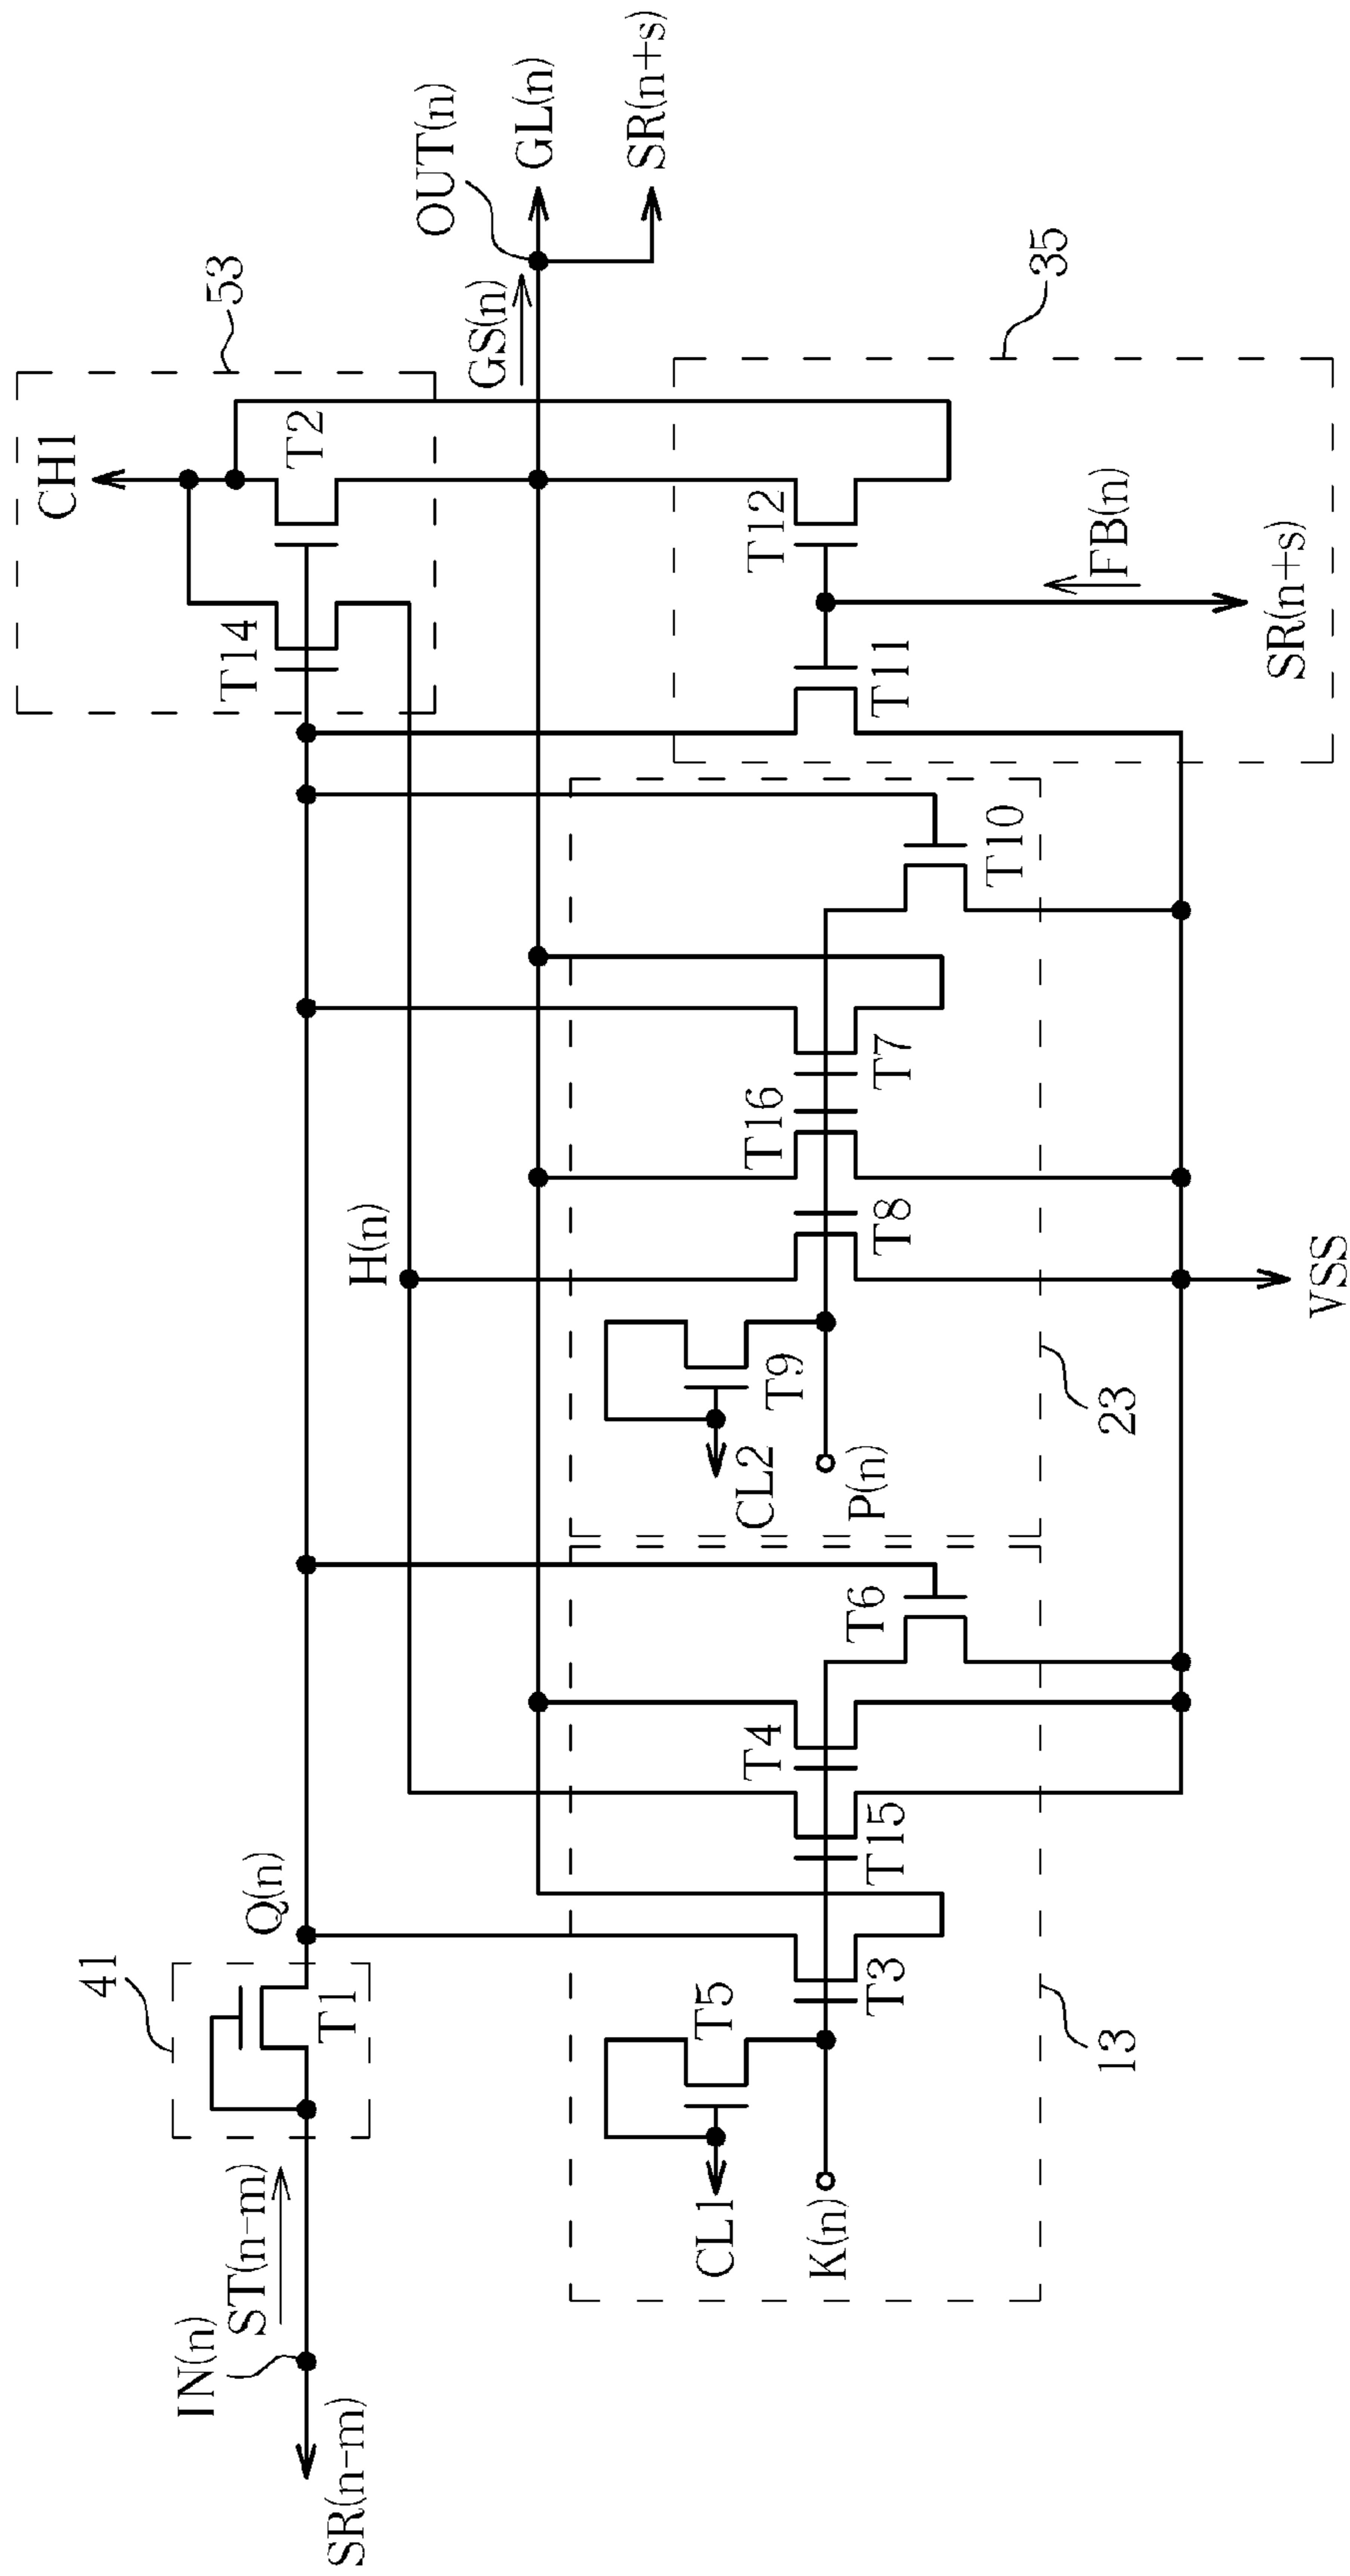 CH1
53
T14
T2
OUT(n)
GL(n)
SR(n+s)
GS(n)
35
T12
T11
FB(n)
SR(n+s)
T10
T7
T16
T8
H(n)
T9
CL2
P(n)
23
VSS
T6
T4
T15
T3
T5
CL1
K(n)
13
Q(n)
41
T1
ST(n-m)
IN(n)
SR(n-m)